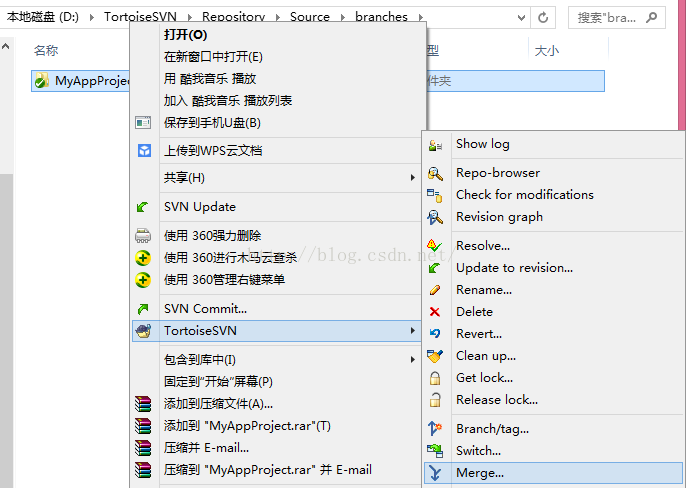 本地磁盘 (D:) TortoiseSVN Repository Source branches 搜索"bra...
名称 型 大小
MyAppProjec 件夹
打开(O)
在新窗口中打开(E)
用 酷我音乐 播放
加入 酷我音乐 播放列表
保存到手机U盘(B)
上传到WPS云文档
共享(H)
SVN Update
使用 360强力删除
使用 360进行木马云查杀
使用 360管理右键菜单
SVN Commit...
TortoiseSVN
包含到库中(I)
固定到"开始"屏幕(P)
添加到压缩文件(A)...
添加到 "MyAppProject.rar"(T)
压缩并 E-mail...
压缩到 "MyAppProject.rar" 并 E-mail
Show log
Repo-browser
Check for modifications
Revision graph
Resolve...
Update to revision...
Rename...
Delete
Revert...
Clean up...
Get lock...
Release lock...
Branch/tag...
Switch...
Merge...
http://blog.csdn.net/